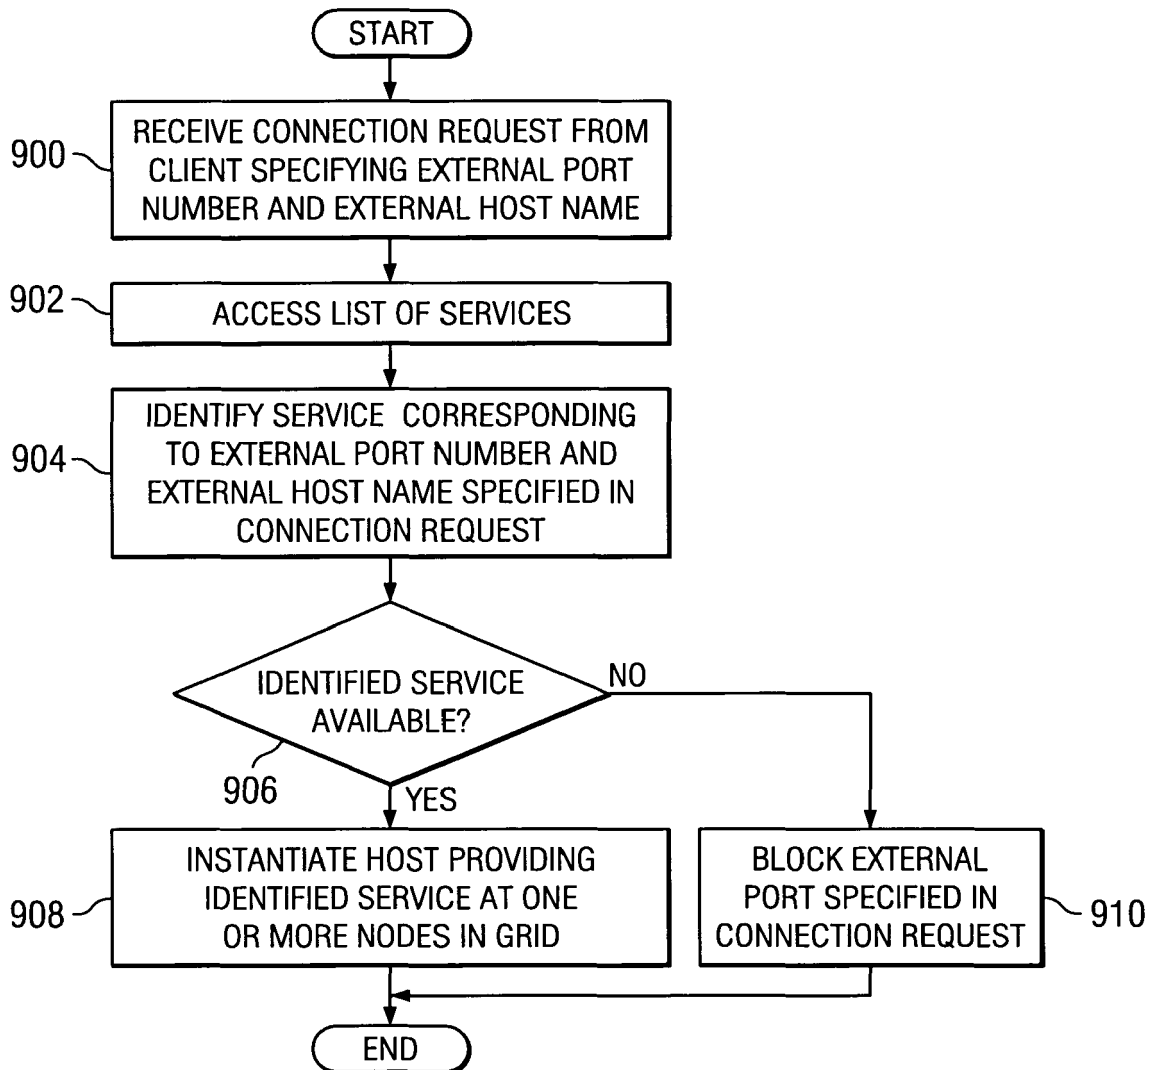 START
900
RECEIVE CONNECTION REQUEST FROM
CLIENT SPECIFYING EXTERNAL PORT
NUMBER AND EXTERNAL HOST NAME
902
ACCESS LIST OF SERVICES
904
IDENTIFY SERVICE CORRESPONDING
TO EXTERNAL PORT NUMBER AND
EXTERNAL HOST NAME SPECIFIED IN
CONNECTION REQUEST
IDENTIFIED SERVICE
AVAILABLE?
NO
906
YES
908
INSTANTIATE HOST PROVIDING
IDENTIFIED SERVICE AT ONE
OR MORE NODES IN GRID
BLOCK EXTERNAL
PORT SPECIFIED IN
CONNECTION REQUEST
910
END